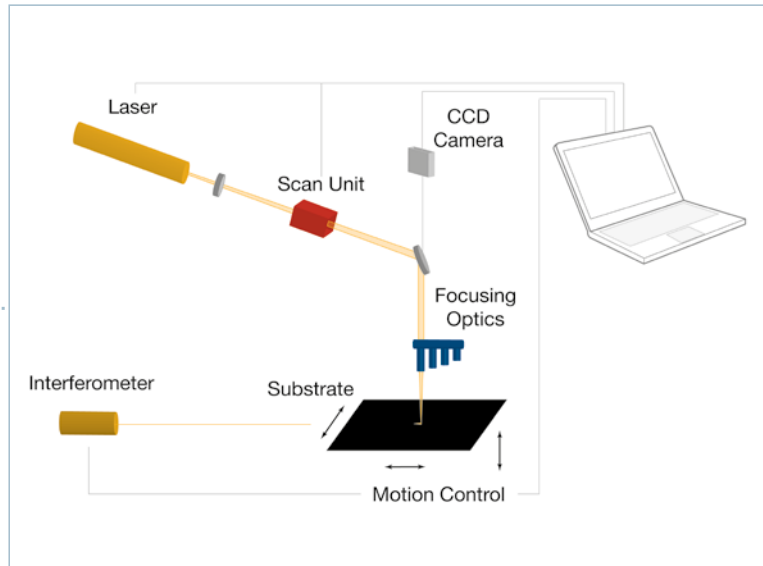 Laser
CCD
Camera
Scan Unit
Focusing
Optics
Interferometer
Substrate
Motion Control